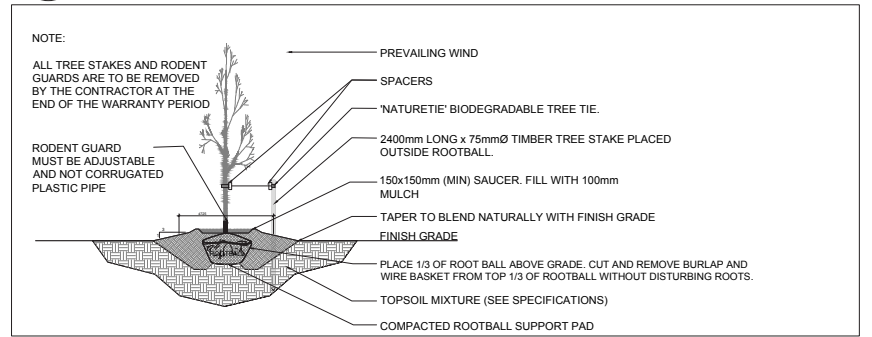 NOTE:
ALL TREE STAKES AND RODENT
GUARDS ARE TO BE REMOVED
BY THE CONTRACTOR AT THE
END OF THE WARRANTY PERIOD
RODENT GUARD
MUST BE ADJUSTABLE
AND NOT CORRUGATED
PLASTIC PIPE
PREVAILING WIND
SPACERS
'NATURETIE' BIODEGRADABLE TREE TIE.
2400mm LONG x 75mmØ TIMBER TREE STAKE PLACED
OUTSIDE ROOTBALL.
150x150mm (MIN) SAUCER. FILL WITH 100mm
MULCH
TAPER TO BLEND NATURALLY WITH FINISH GRADE
FINISH GRADE
PLACE 1/3 OF ROOT BALL ABOVE GRADE. CUT AND REMOVE BURLAP AND
WIRE BASKET FROM TOP 1/3 OF ROOTBALL WITHOUT DISTURBING ROOTS.
TOPSOIL MIXTURE (SEE SPECIFICATIONS)
COMPACTED ROOTBALL SUPPORT PAD